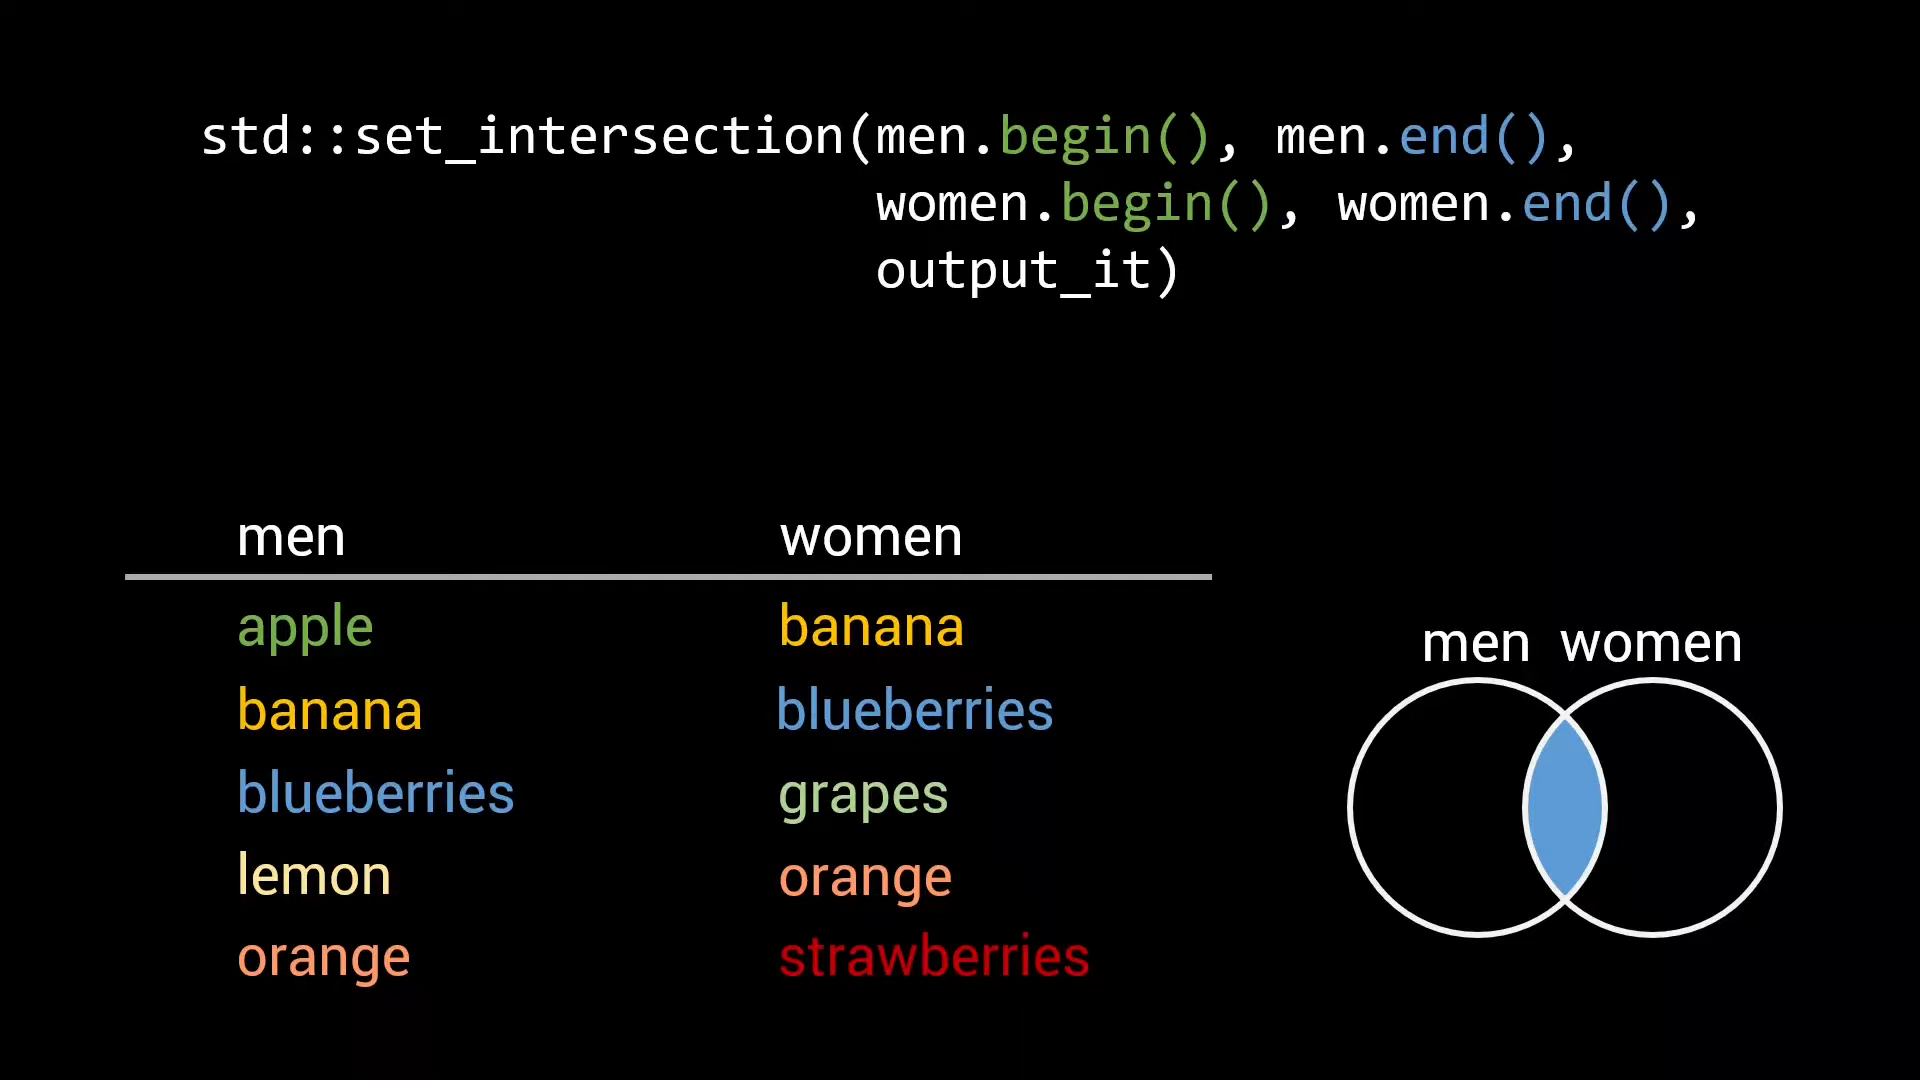 std::set_intersection(men.begin(), men.end(),
women.begin(), women.end(),
output_it)
men women
apple banana
banana blueberries
blueberries grapes
lemon orange
orange strawberries
men women